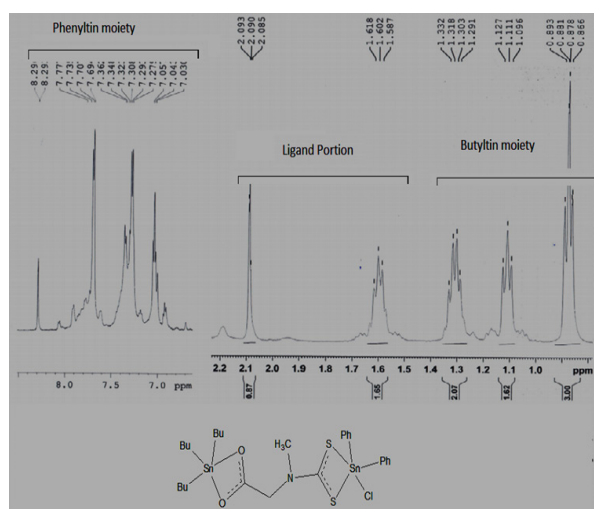 Phenyltin moiety
2.093
2.090
2.085
1.618
1.602
1.587
1.332
1.318
1.303
1.291
1.127
1.111
1.096
0.893
0.881
0.878
0.866
Ligand Portion
Butyltin moiety
8.0 7.5 7.0 ppm
2.2 2.1 2.0 1.9 1.8 1.7 1.6 1.5 1.4 1.3 1.2 1.1 1.0 ppm
0.87
1.65
2.07
1.62
3.00
Bu
Bu
Bu
Sn
O
O
H₃C
N
S
S
Sn
Ph
Ph
Cl